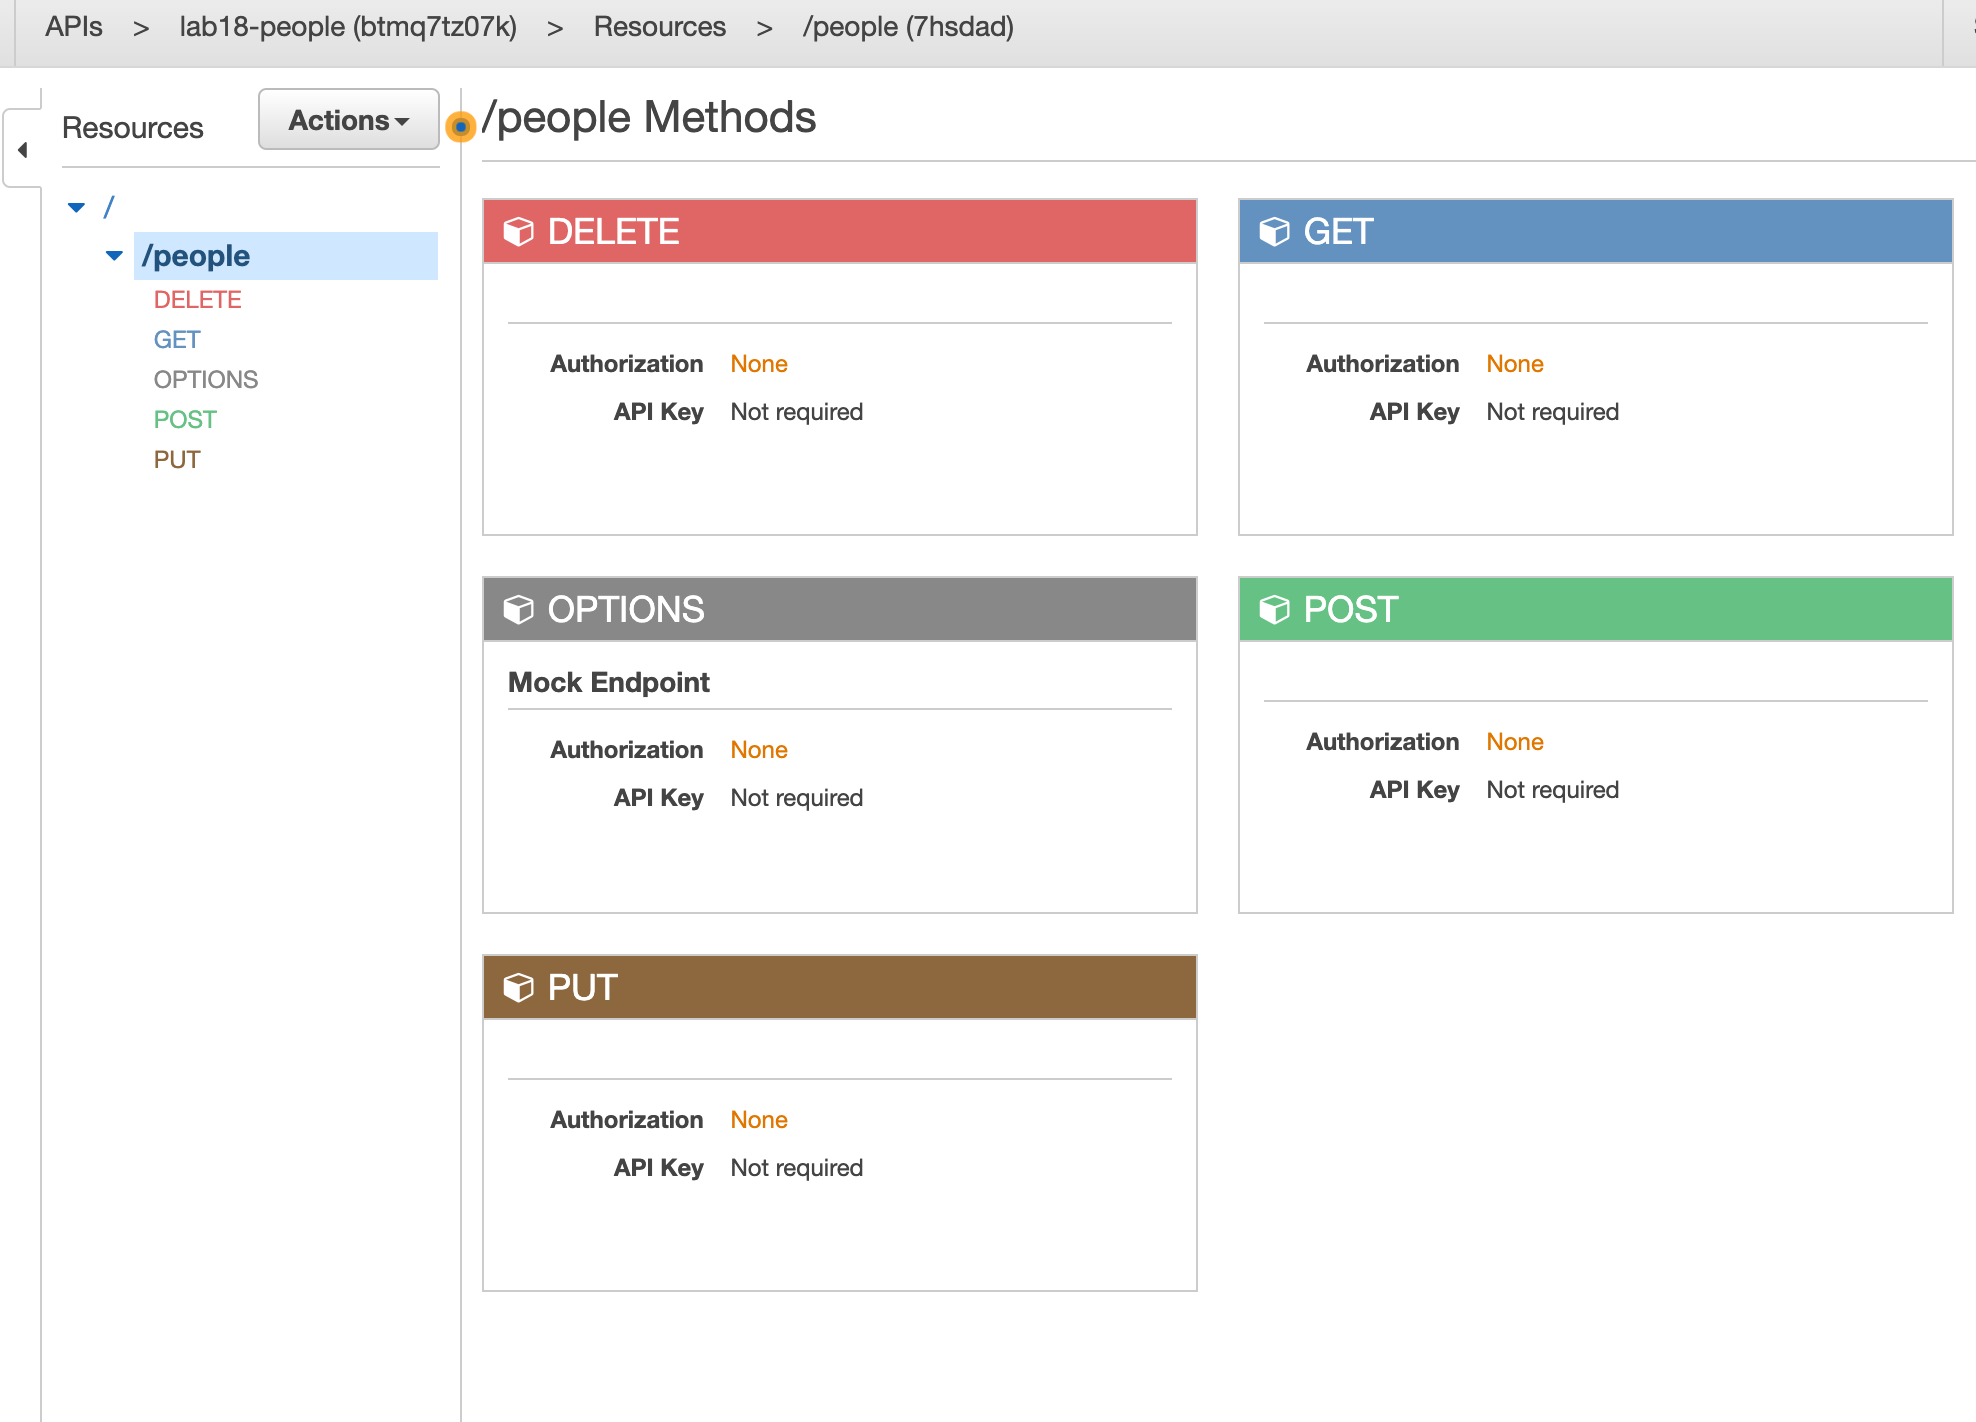 APIs > lab18-people (btmq7tz07k) > Resources > /people (7hsdad)
Resources
Actions
/people Methods
/
/people
DELETE
GET
OPTIONS
POST
PUT
DELETE
Authorization None
API Key Not required
GET
Authorization None
API Key Not required
OPTIONS
Mock Endpoint
Authorization None
API Key Not required
POST
Authorization None
API Key Not required
PUT
Authorization None
API Key Not required